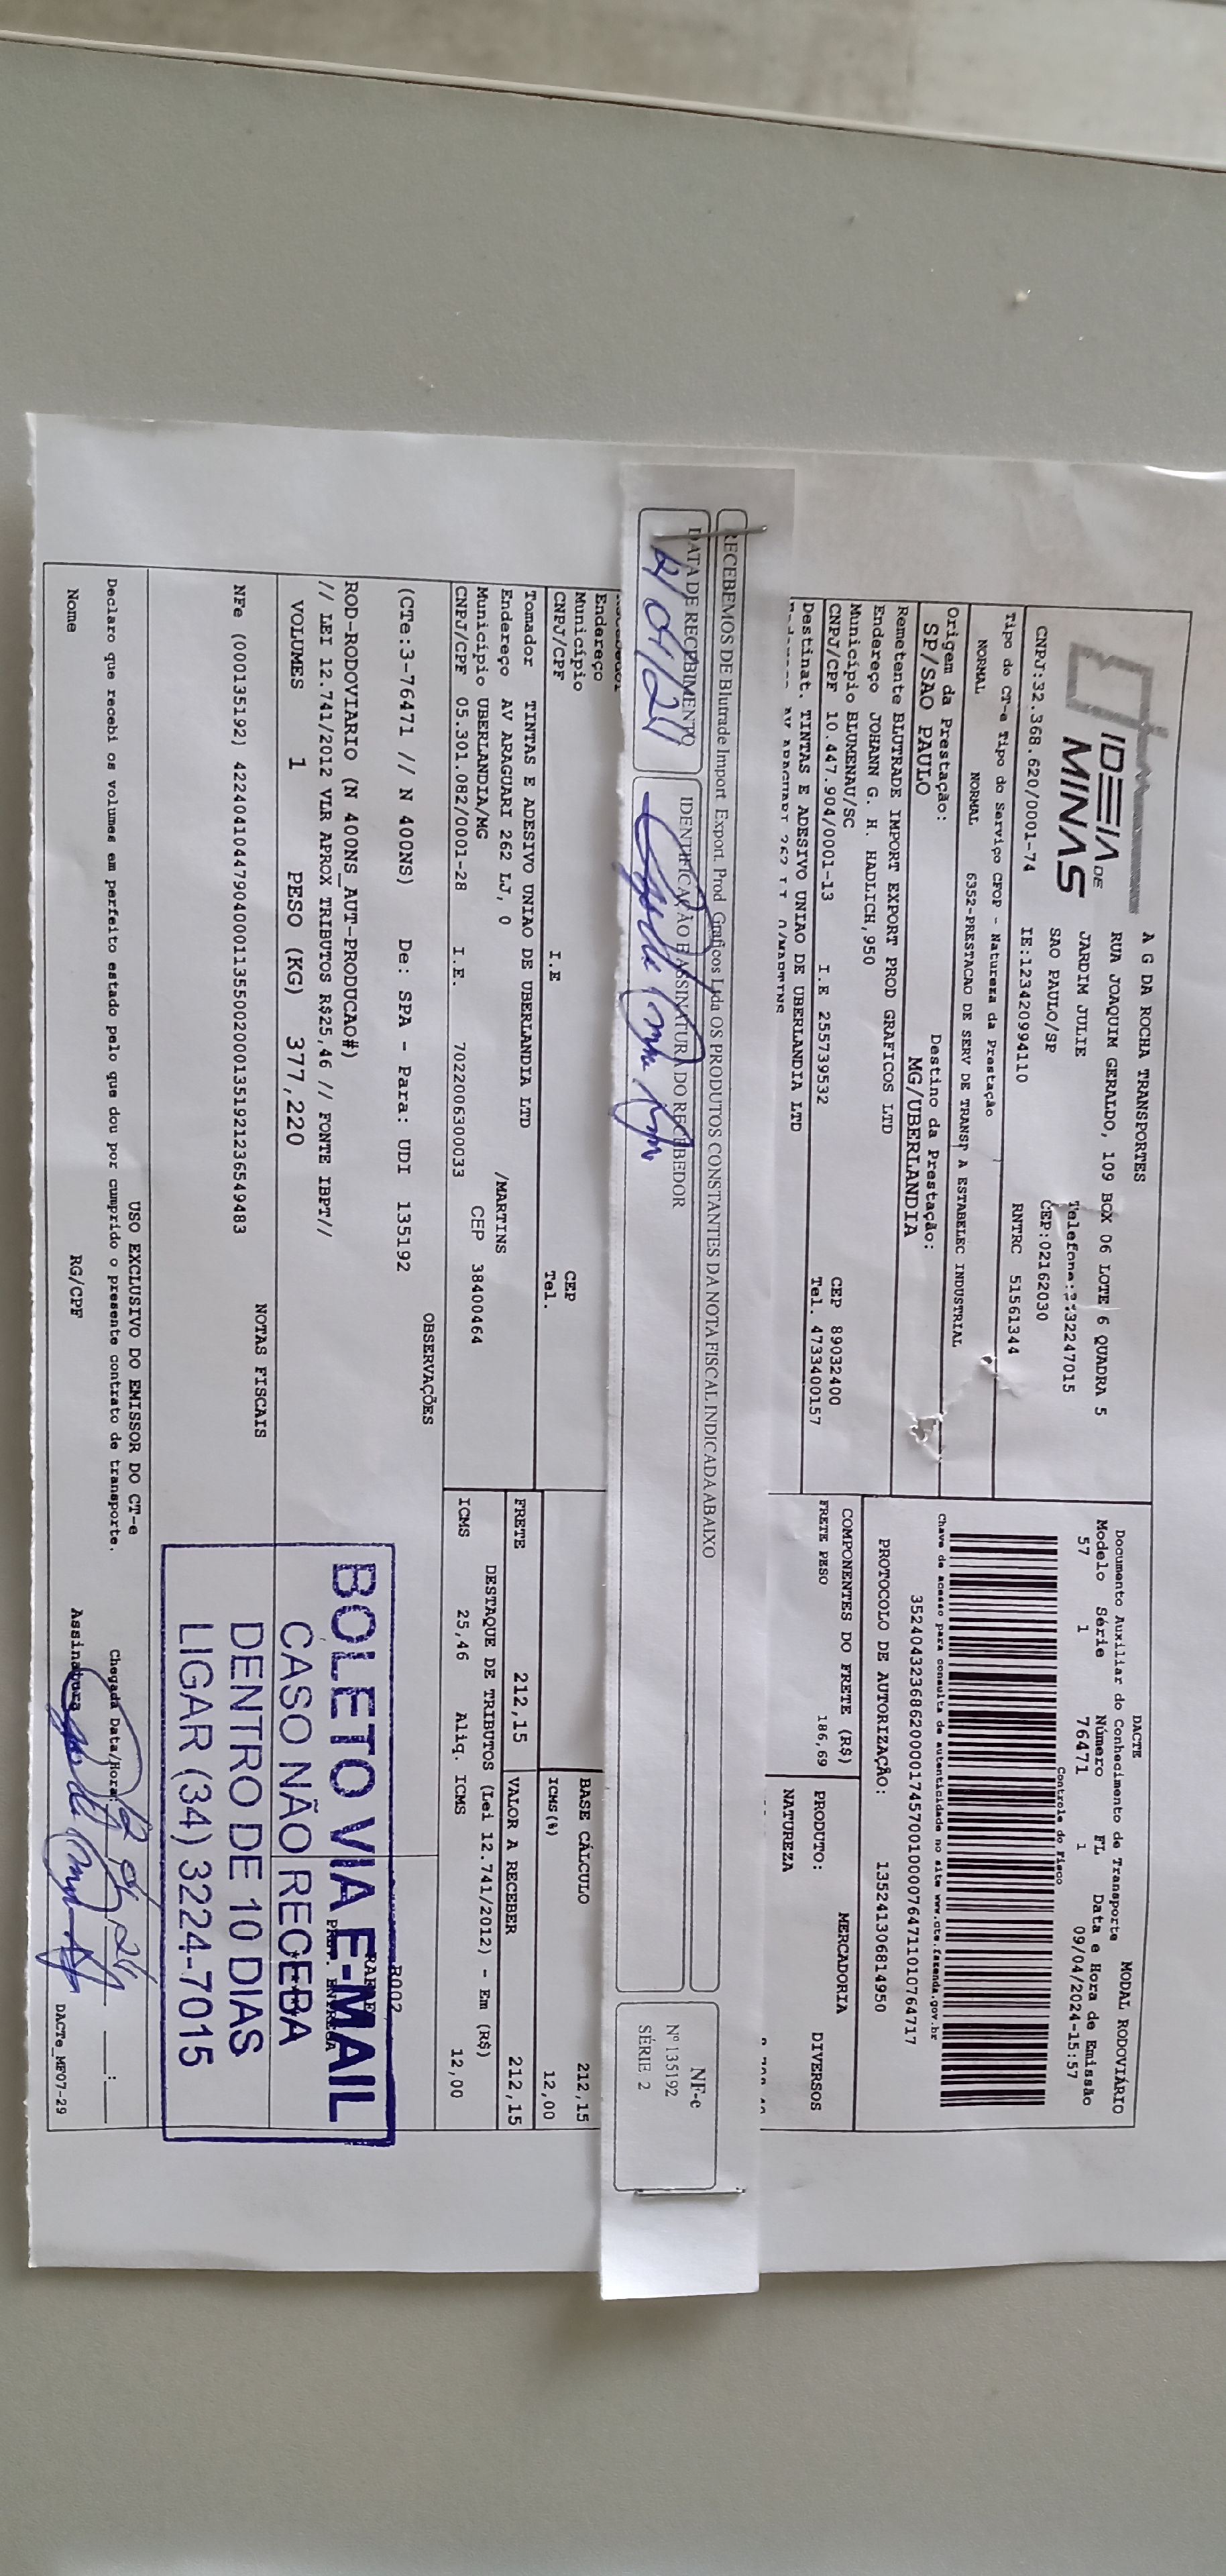 IDEIA DE MINAS
A G DA ROCHA TRANSPORTES
RUA JOAQUIM GERALDO, 109 BOX 06 LOTE 6 QUADRA 5
JARDIM JULIE
SAO PAULO/SP
CEP:02162030
CNPJ:32.368.620/0001-74 IE:123420994110 RNTRC 51561344
Tipo do CT-e Tipo do Serviço CFOP - Natureza da Prestação
NORMAL NORMAL 6352-PRESTACAO DE SERV DE TRANSP A ESTABELEC INDUSTRIAL
Origem da Prestação: Destino da Prestação:
SP/SAO PAULO MG/UBERLANDIA
Remetente BLUTRADE IMPORT EXPORT PROD GRAFICOS LTD
Endereço JOHANN G. H. HADLICH,950
Município BLUMENAU/SC CEP 89032400
CNPJ/CPF 10.447.904/0001-13 I.E 255739532 Tel. 4733400157
Destinat. TINTAS E ADESIVO UNIAO DE UBERLANDIA LTD
DACTE MODAL RODOVIÁRIO
Documento Auxiliar do Conhecimento de Transporte
Modelo Série Número FL Data e Hora de Emissão
57 1 76471 1 09/04/2024-15:57
Controle do Fisco
Chave de acesso para consulta de autenticidade no site www.cte.fazenda.gov.br
35240432368620000174570010000764711010764717
PROTOCOLO DE AUTORIZAÇÃO: 135241306814950
COMPONENTES DO FRETE (R$) MERCADORIA
FRETE PESO 186,69 PRODUTO: DIVERSOS
NATUREZA
RECEBEMOS DE Blutrade Import. Export. Prod. Gráficos Ltda OS PRODUTOS CONSTANTES DA NOTA FISCAL INDICADA ABAIXO
DATA DE RECEBIMENTO IDENTIFICAÇÃO E ASSINATURA DO RECEBEDOR
NF-e
Nº 135192
SÉRIE 2
Endereço
Município CEP
CNPJ/CPF I.E Tel.
Tomador TINTAS E ADESIVO UNIAO DE UBERLANDIA LTD
Endereço AV ARAGUARI 262 LJ, 0 /MARTINS
Município UBERLANDIA/MG CEP 38400464
CNPJ/CPF 05.301.082/0001-28 I.E. 7022006300033
BASE CÁLCULO 212,15
ICMS(%) 12,00
FRETE 212,15 VALOR A RECEBER 212,15
DESTAQUE DE TRIBUTOS (Lei 12.741/2012) - Em (R$)
ICMS 25,46 Aliq. ICMS 12,00
OBSERVAÇÕES
(CTe:3-76471 // N 400NS) De: SPA - Para: UDI 135192
R002
ROD-RODOVIARIO (N 400NS_AUT-PRODUCAO#)
// LEI 12.741/2012 VLR APROX TRIBUTOS R$25,46 // FONTE IBPT//
VOLUMES 1 PESO (KG) 377,220
NOTAS FISCAIS
NFe (000135192) 42240410447904000113550020001351921236549483
BOLETO VIA E-MAIL
CASO NÃO RECEBA
DENTRO DE 10 DIAS
LIGAR (34) 3224-7015
USO EXCLUSIVO DO EMISSOR DO CT-e
Declaro que recebi os volumes em perfeito estado pelo que dou por cumprido o presente contrato de transporte. Chegada Data/Hora:
Nome RG/CPF Assinatura
DACTe_MF07-29